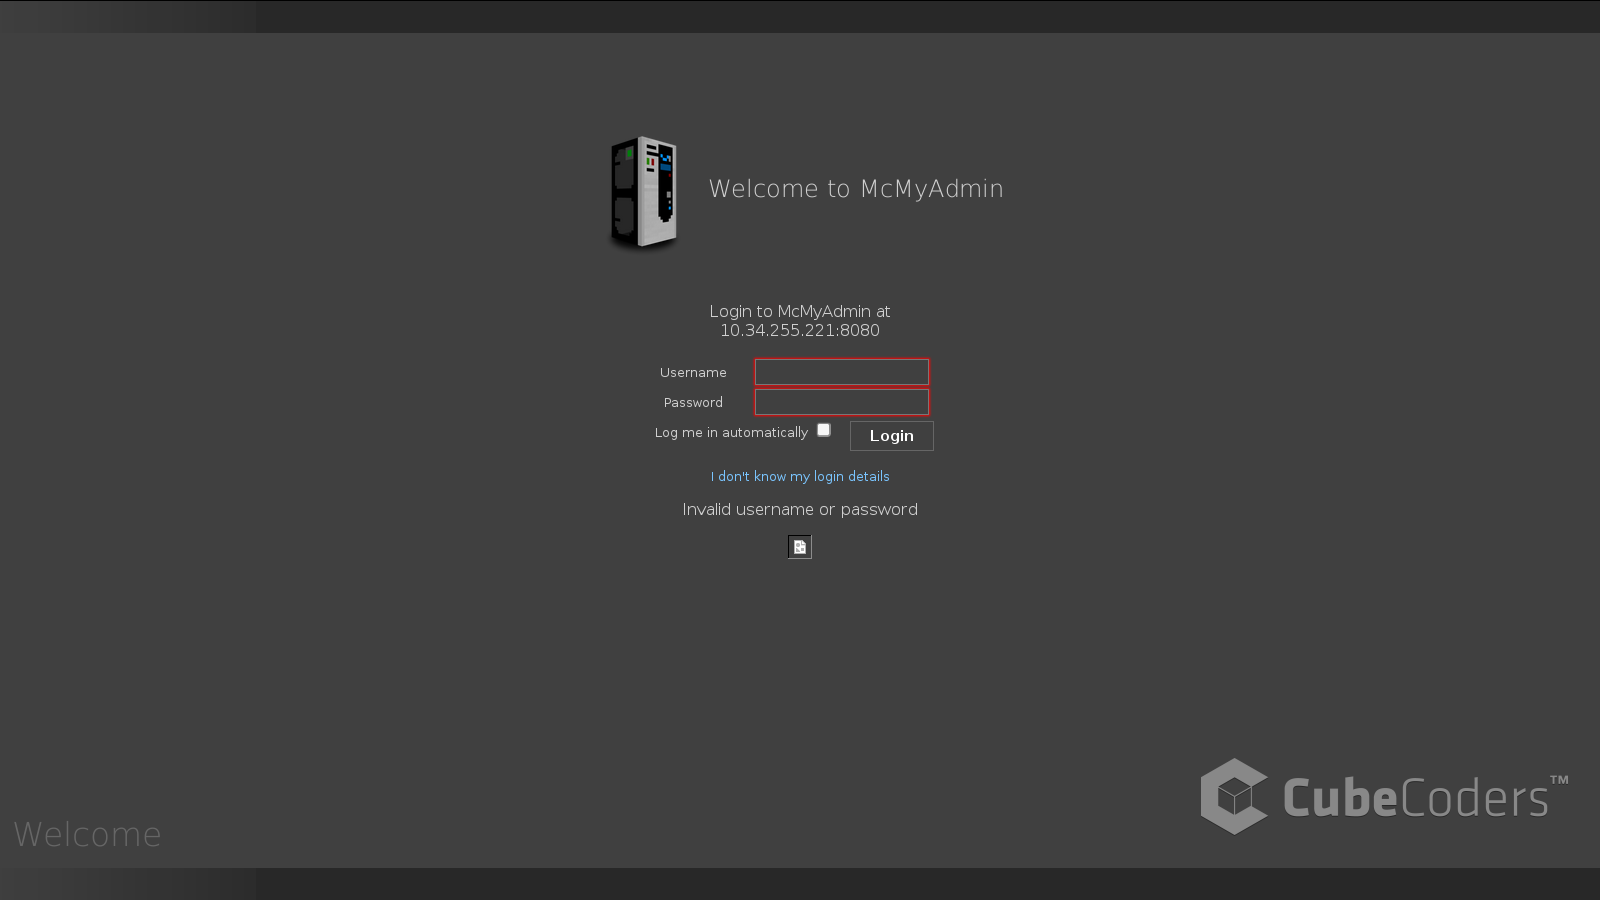 Welcome to McMyAdmin
Login to McMyAdmin at
10.34.255.221:8080
Username
Password
Log me in automatically
Login
I don't know my login details
Invalid username or password
CubeCoders™
Welcome